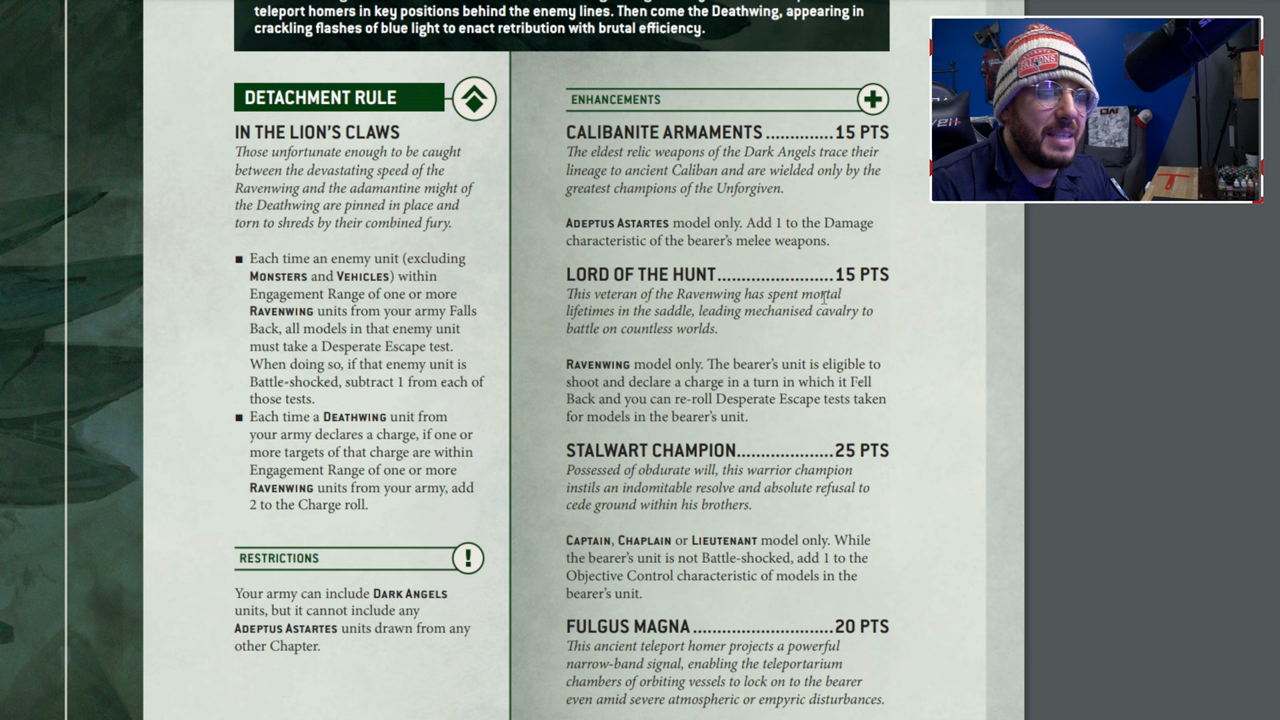 teleport homers in key positions behind the enemy lines. Then come the Deathwing, appearing in
crackling flashes of blue light to enact retribution with brutal efficiency.
DETACHMENT RULE
IN THE LION'S CLAWS
Those unfortunate enough to be caught
between the devastating speed of the
Ravenwing and the adamantine might of
the Deathwing are pinned in place and
torn to shreds by their combined fury.
■ Each time an enemy unit (excluding
MONSTERS and VEHICLES) within
Engagement Range of one or more
RAVENWING units from your army Falls
Back, all models in that enemy unit
must take a Desperate Escape test.
When doing so, if that enemy unit is
Battle-shocked, subtract 1 from each of
those tests.
■ Each time a DEATHWING unit from
your army declares a charge, if one or
more targets of that charge are within
Engagement Range of one or more
RAVENWING units from your army, add
2 to the Charge roll.
RESTRICTIONS
!
Your army can include DARK ANGELS
units, but it cannot include any
ADEPTUS ASTARTES units drawn from any
other Chapter.
ENHANCEMENTS
CALIBANITE ARMAMENTS.............15 PTS
The eldest relic weapons of the Dark Angels trace their
lineage to ancient Caliban and are wielded only by the
greatest champions of the Unforgiven.
ADEPTUS ASTARTES model only. Add 1 to the Damage
characteristic of the bearer's melee weapons.
LORD OF THE HUNT......................15 PTS
This veteran of the Ravenwing has spent mortal
lifetimes in the saddle, leading mechanised cavalry to
battle on countless worlds.
RAVENWING model only. The bearer's unit is eligible to
shoot and declare a charge in a turn in which it Fell
Back and you can re-roll Desperate Escape tests taken
for models in the bearer's unit.
STALWART CHAMPION...................25 PTS
Possessed of obdurate will, this warrior champion
instils an indomitable resolve and absolute refusal to
cede ground within his brothers.
CAPTAIN, CHAPLAIN or LIEUTENANT model only. While
the bearer's unit is not Battle-shocked, add 1 to the
Objective Control characteristic of models in the
bearer's unit.
FULGUS MAGNA..........................20 PTS
This ancient teleport homer projects a powerful
narrow-band signal, enabling the teleportarium
chambers of orbiting vessels to lock on to the bearer
even amid severe atmospheric or empyric disturbances.
FALCONS